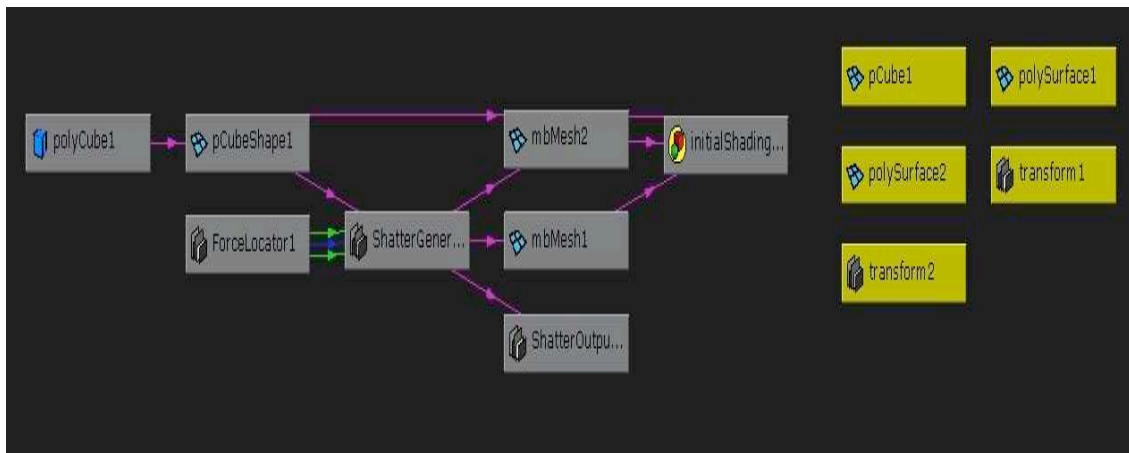 polyCube1
pCubeShape1
ForceLocator1
ShatterGener...
mbMesh2
mbMesh1
ShatterOutpu...
initialShading...
pCube1
polySurface1
polySurface2
transform1
transform2